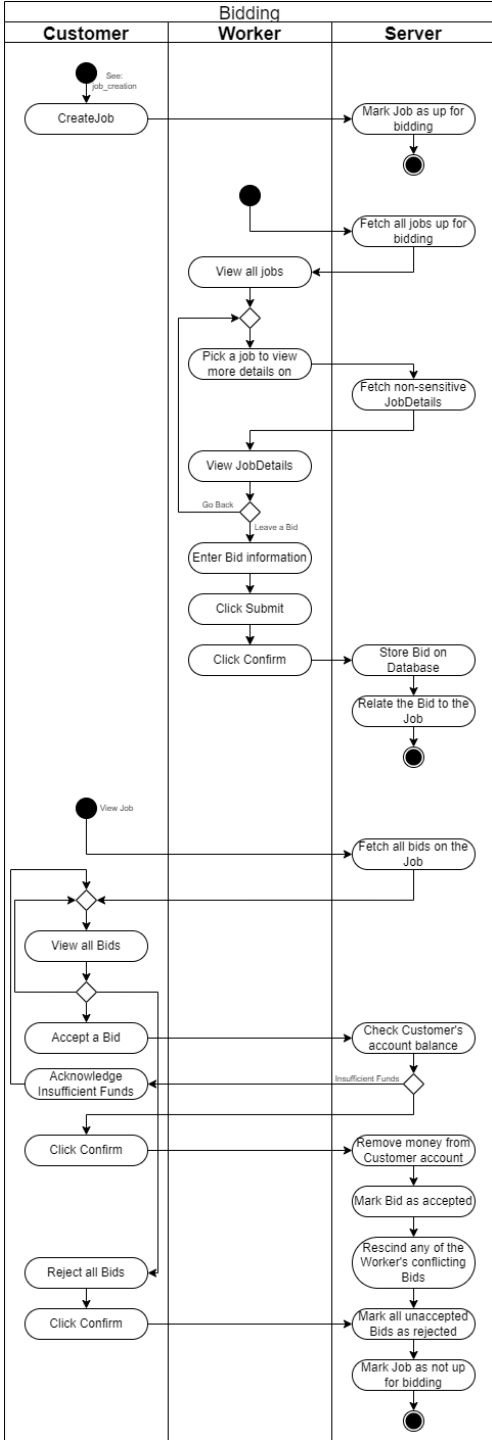 Bidding
Customer
Worker
Server
See:
job_creation
CreateJob
Mark Job as up for
bidding
Fetch all jobs up for
bidding
View all jobs
Pick a job to view
more details on
Fetch non-sensitive
JobDetails
View JobDetails
Go Back
Leave a Bid
Enter Bid information
Click Submit
Click Confirm
Store Bid on
Database
Relate the Bid to the
Job
View Job
Fetch all bids on the
Job
View all Bids
Accept a Bid
Check Customer's
account balance
Acknowledge
Insufficient Funds
Insufficient Funds
Click Confirm
Remove money from
Customer account
Mark Bid as accepted
Rescind any of the
Worker's conflicting
Bids
Reject all Bids
Click Confirm
Mark all unaccepted
Bids as rejected
Mark Job as not up
for bidding